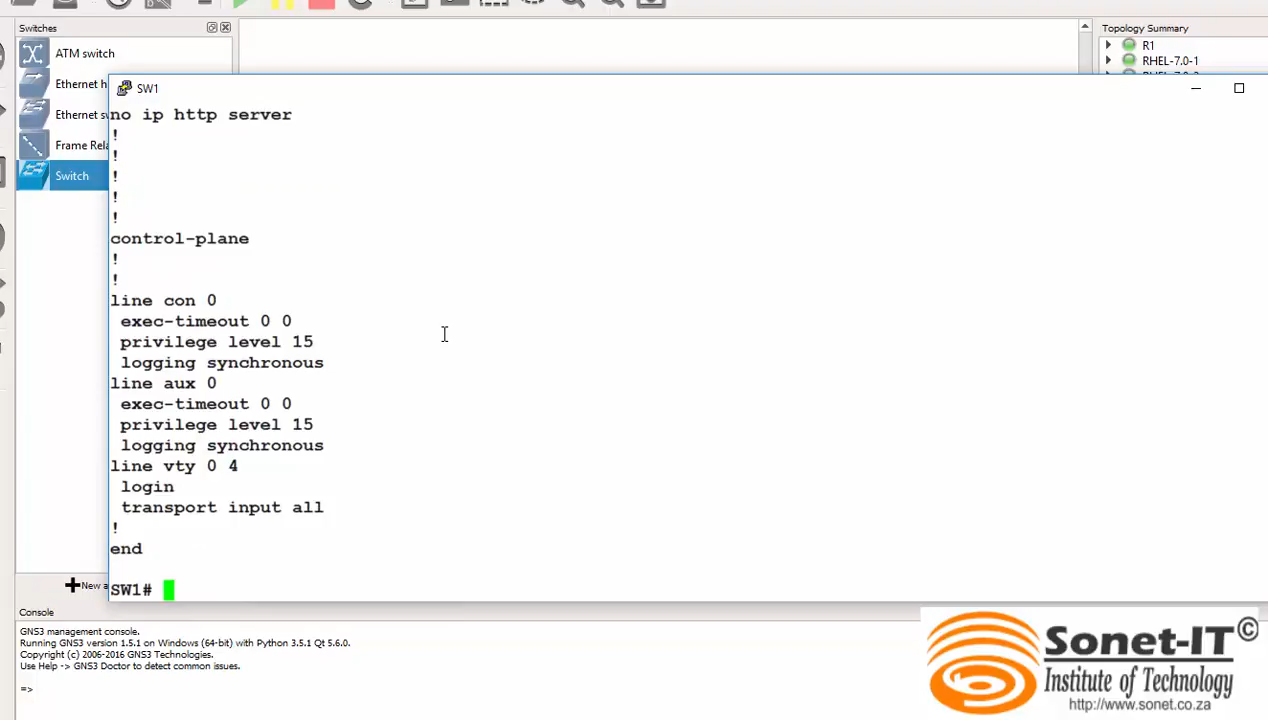 Switches
Topology Summary
ATM switch
R1
RHEL-7.0-1
Ethernet h
SW1
Ethernet sw
Frame Rela
Switch
no ip http server
!
!
!
!
!
control-plane
!
!
line con 0
exec-timeout 0 0
privilege level 15
logging synchronous
line aux 0
exec-timeout 0 0
privilege level 15
logging synchronous
line vty 0 4
login
transport input all
!
end
New a
SW1#
Console
GNS3 management console.
Running GNS3 version 1.5.1 on Windows (64-bit) with Python 3.5.1 Qt 5.6.0.
Copyright (c) 2006-2016 GNS3 Technologies.
Use Help -> GNS3 Doctor to detect common issues.
=>
Sonet-IT©
Institute of Technology
http://www.sonet.co.za